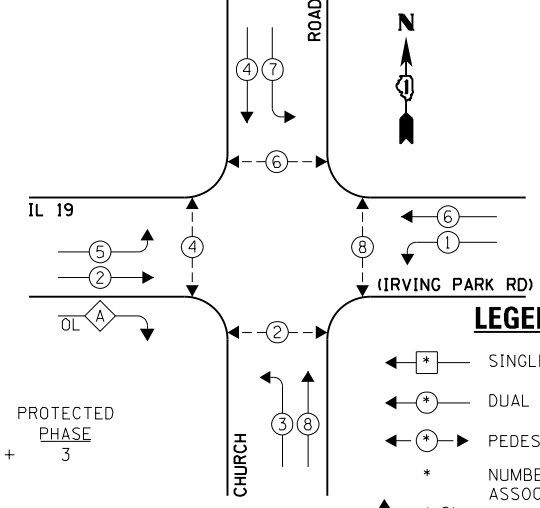 ROAD
N
4 7
6
IL 19
5
2
4
8
6
1
(IRVING PARK RD)
OL A
2
LEGE
* SINGL
3 8
* DUAL
PROTECTED
PHASE
+ 3
* PEDES
CHURCH
* NUMBE
ASSOC